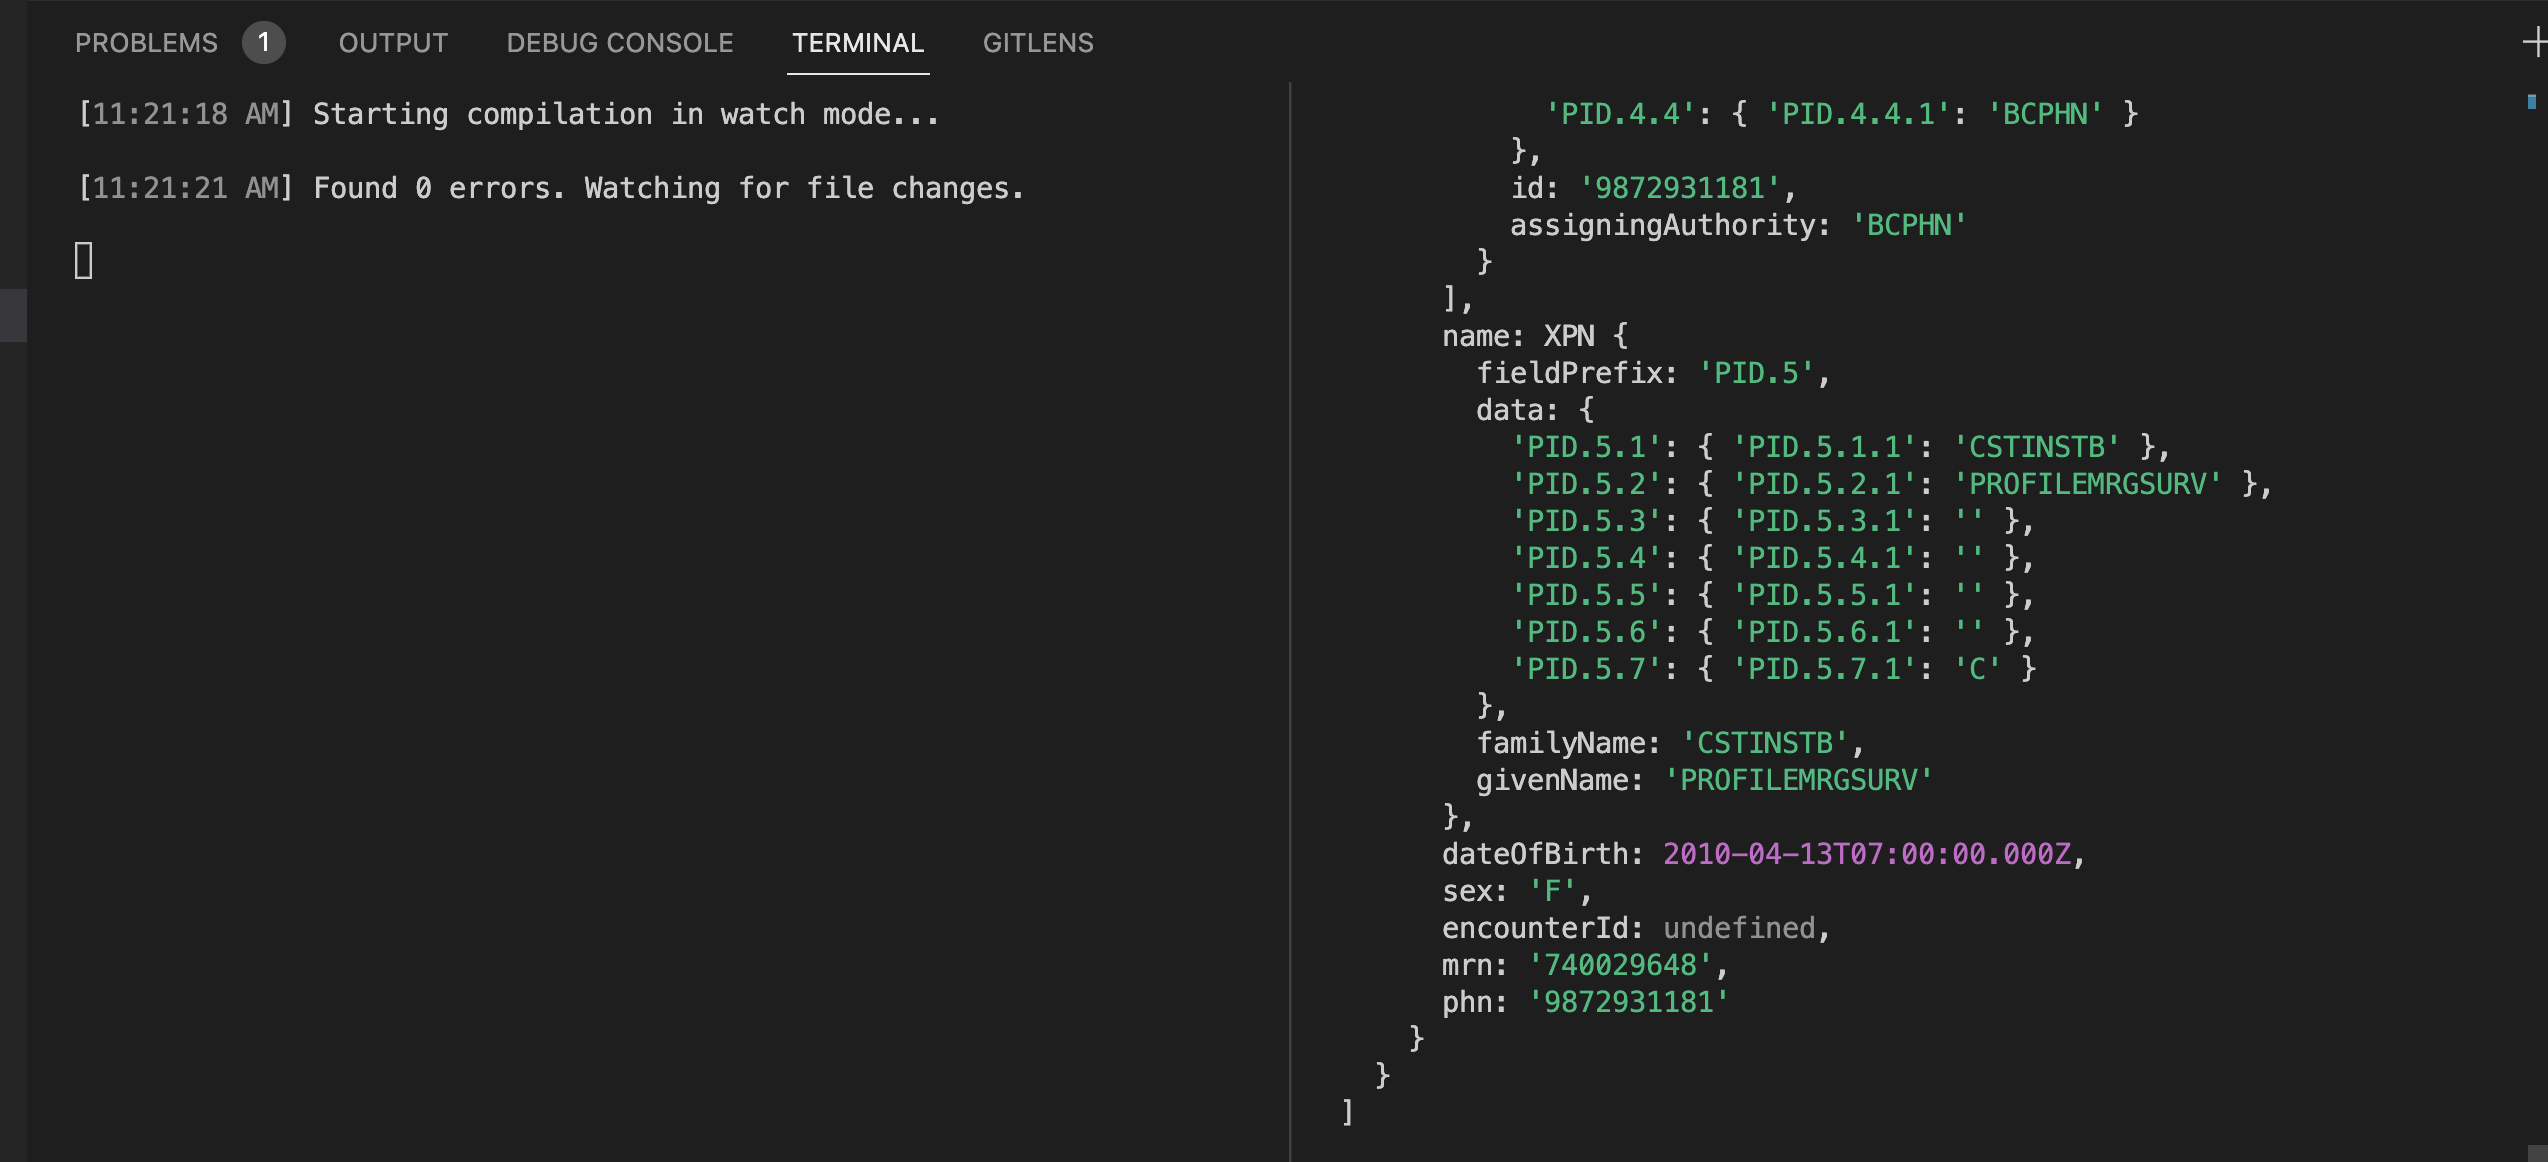 PROBLEMS 1 OUTPUT DEBUG CONSOLE TERMINAL GITLENS
[11:21:18 AM] Starting compilation in watch mode...
[11:21:21 AM] Found 0 errors. Watching for file changes.
'PID.4.4': { 'PID.4.4.1': 'BCPHN' }
},
id: '9872931181',
assigningAuthority: 'BCPHN'
}
],
name: XPN {
fieldPrefix: 'PID.5',
data: {
'PID.5.1': { 'PID.5.1.1': 'CSTINSTB' },
'PID.5.2': { 'PID.5.2.1': 'PROFILEMRGSURV' },
'PID.5.3': { 'PID.5.3.1': '' },
'PID.5.4': { 'PID.5.4.1': '' },
'PID.5.5': { 'PID.5.5.1': '' },
'PID.5.6': { 'PID.5.6.1': '' },
'PID.5.7': { 'PID.5.7.1': 'C' }
},
familyName: 'CSTINSTB',
givenName: 'PROFILEMRGSURV'
},
dateOfBirth: 2010-04-13T07:00:00.000Z,
sex: 'F',
encounterId: undefined,
mrn: '740029648',
phn: '9872931181'
}
}
]